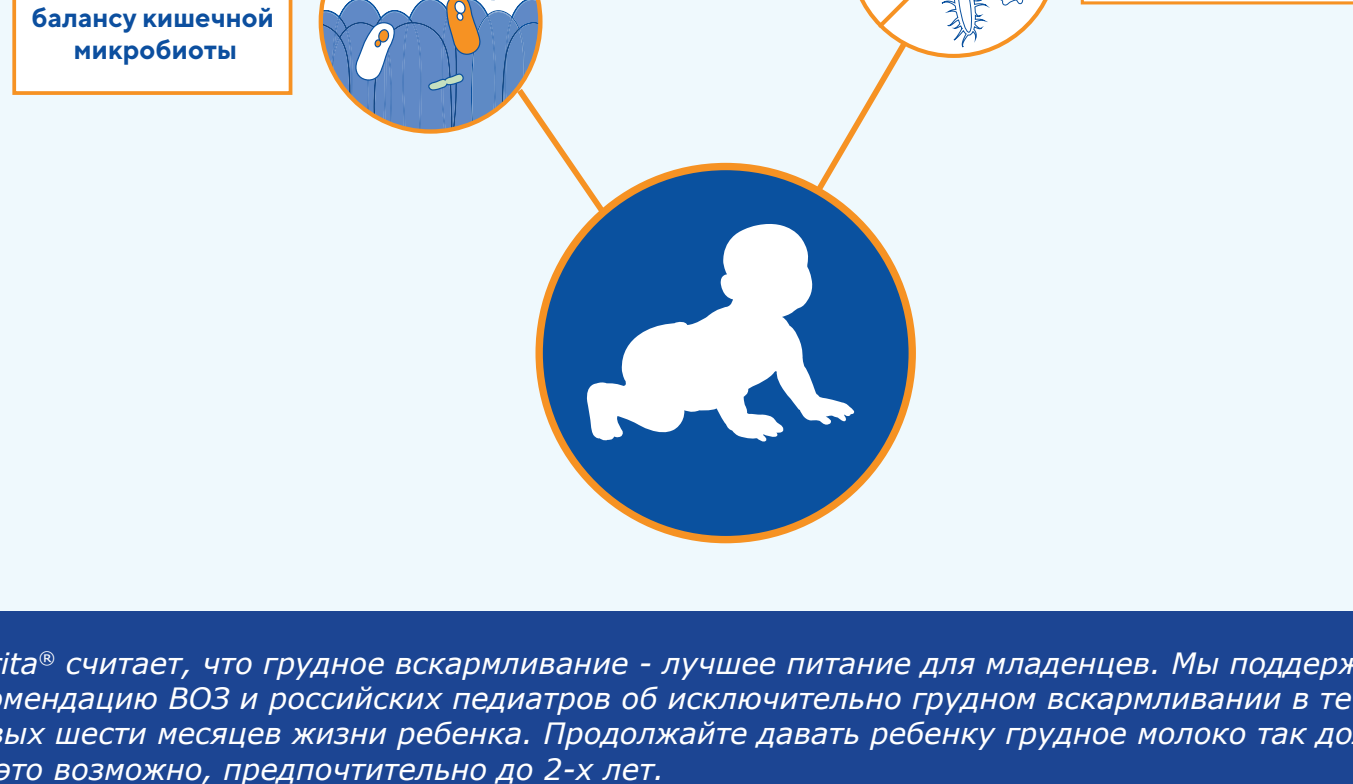 балансу кишечной
микробиоты
rita® считает, что грудное вскармливание - лучшее питание для младенцев. Мы поддерж
омендацию ВОЗ и российских педиатров об исключительно грудном вскармливании в те
вых шести месяцев жизни ребенка. Продолжайте давать ребенку грудное молоко так до
это возможно, предпочтительно до 2-х лет.